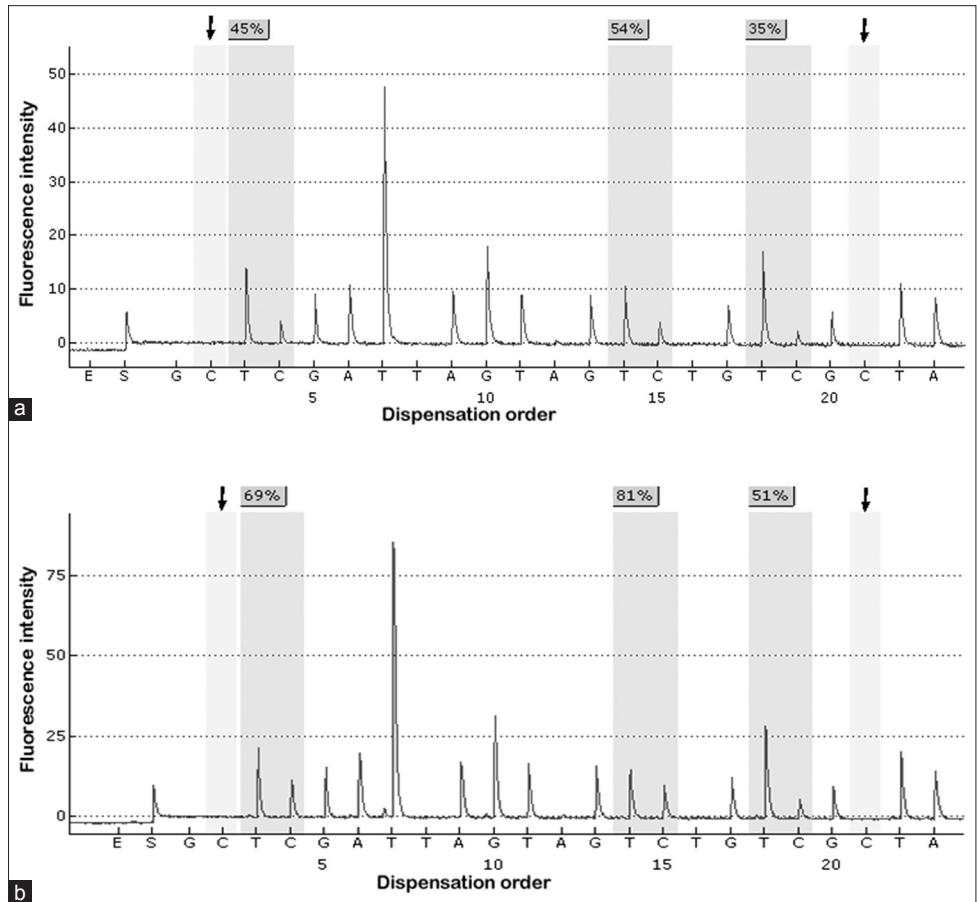 45% 54% 35%
50
40
30
20
10
0
Fluorescence intensity
E S G C T C G A T T A G T A G T C T G T C G C T A
5 10 15 20
Dispensation order
a
69% 81% 51%
75
50
25
0
Fluorescence intensity
E S G C T C G A T T A G T A G T C T G T C G C T A
5 10 15 20
Dispensation order
b